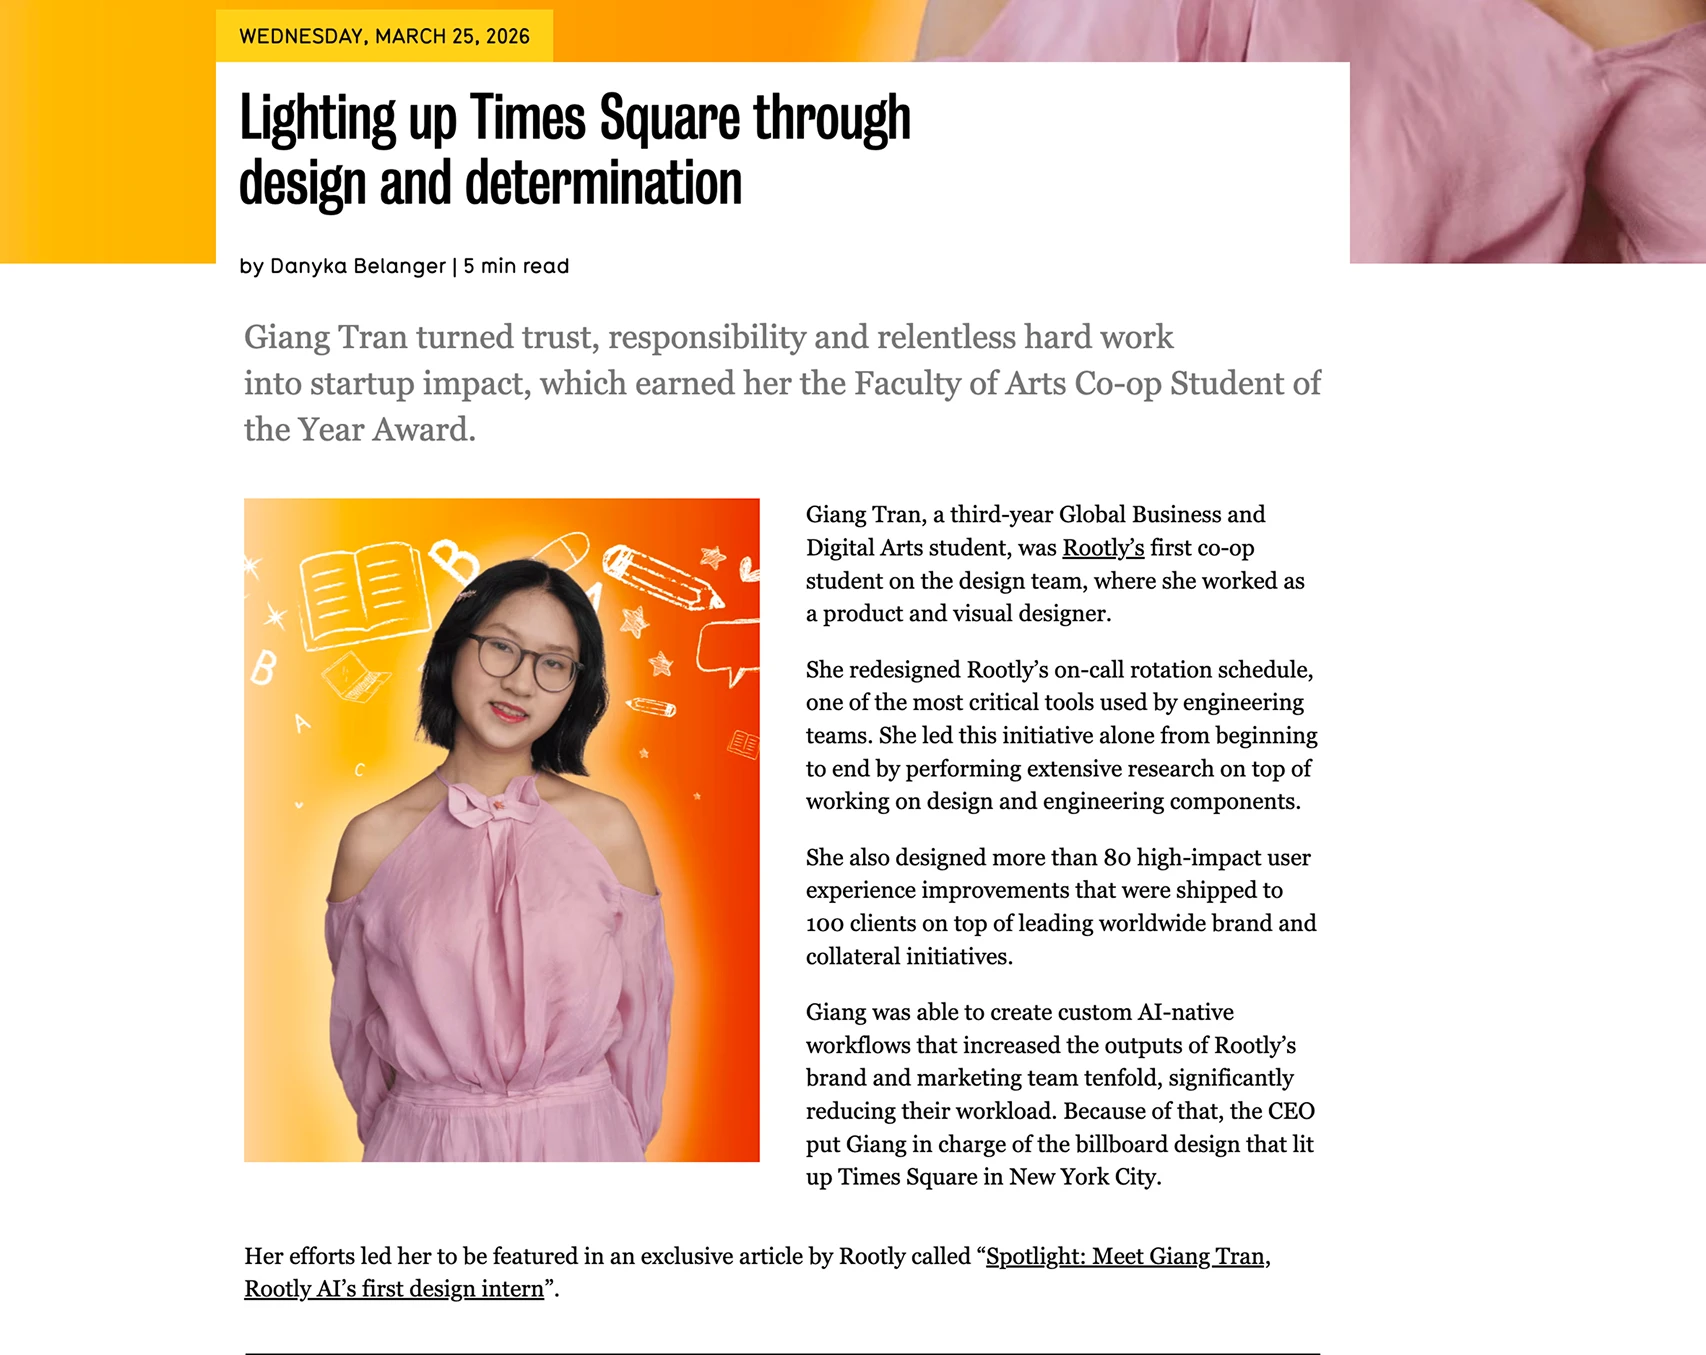 WEDNESDAY, MARCH 25, 2026
Lighting up Times Square through
design and determination
by Danyka Belanger | 5 min read
Giang Tran turned trust, responsibility and relentless hard work
into startup impact, which earned her the Faculty of Arts Co-op Student of
the Year Award.
B
A
B
A
C
Giang Tran, a third-year Global Business and
Digital Arts student, was Rootly’s first co-op
student on the design team, where she worked as
a product and visual designer.
She redesigned Rootly’s on-call rotation schedule,
one of the most critical tools used by engineering
teams. She led this initiative alone from beginning
to end by performing extensive research on top of
working on design and engineering components.
She also designed more than 80 high-impact user
experience improvements that were shipped to
100 clients on top of leading worldwide brand and
collateral initiatives.
Giang was able to create custom AI-native
workflows that increased the outputs of Rootly’s
brand and marketing team tenfold, significantly
reducing their workload. Because of that, the CEO
put Giang in charge of the billboard design that lit
up Times Square in New York City.
Her efforts led her to be featured in an exclusive article by Rootly called “Spotlight: Meet Giang Tran,
Rootly AI’s first design intern”.